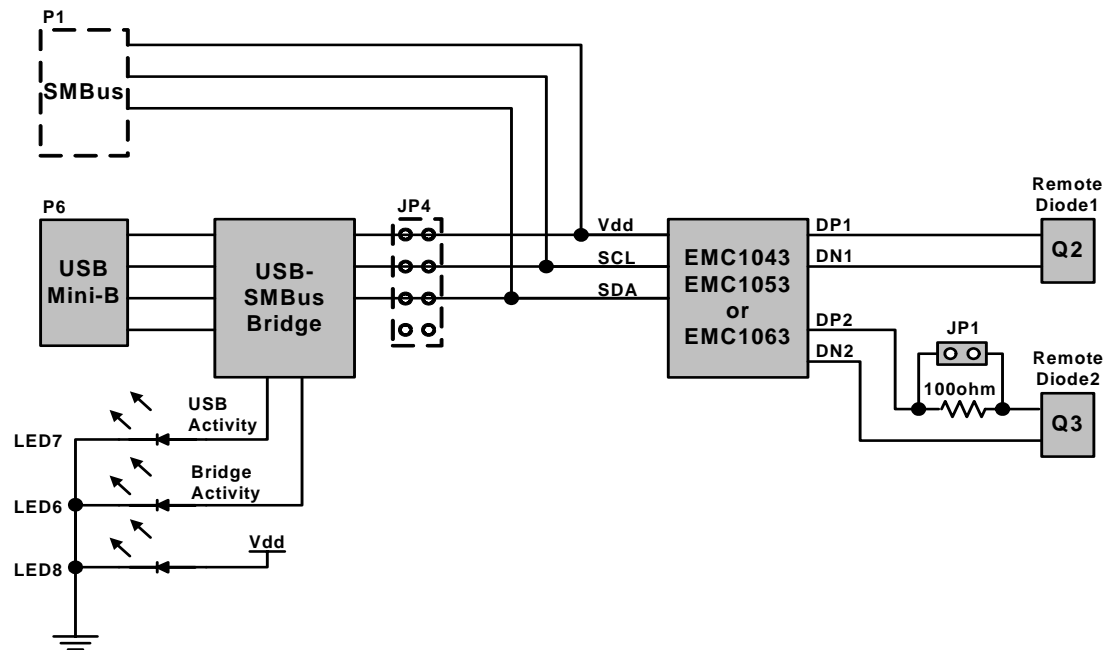 P1
SMBus
P6
USB
Mini-B
USB-
SMBus
Bridge
JP4
Vdd
SCL
SDA
EMC1043
EMC1053
or
EMC1063
DP1
DN1
DP2
DN2
Remote
Diode1
Q2
JP1
100ohm
Remote
Diode2
Q3
USB
Activity
LED7
Bridge
Activity
LED6
Vdd
LED8